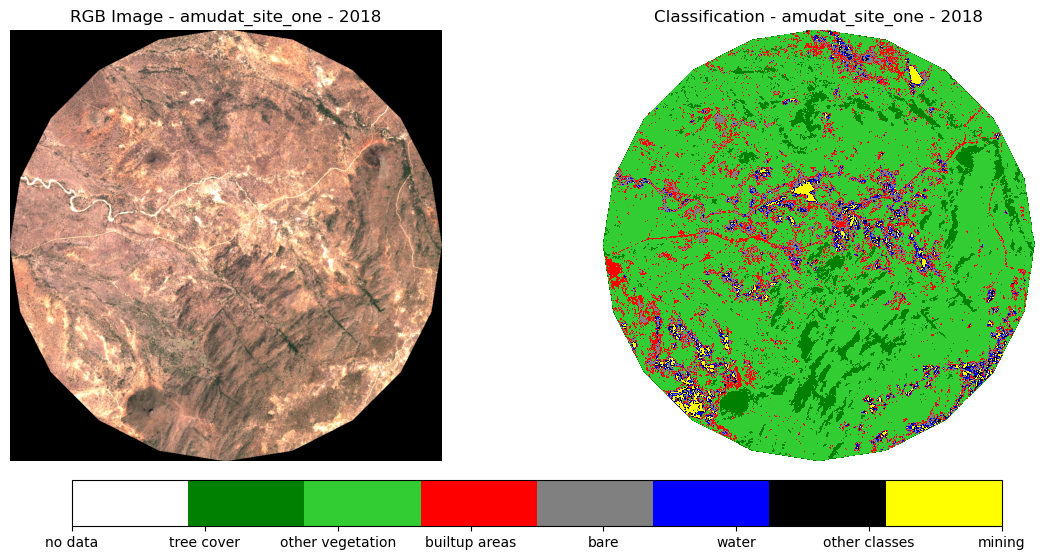 RGB Image - amudat_site_one - 2018
Classification - amudat_site_one - 2018
no data tree cover other vegetation builtup areas bare water other classes mining